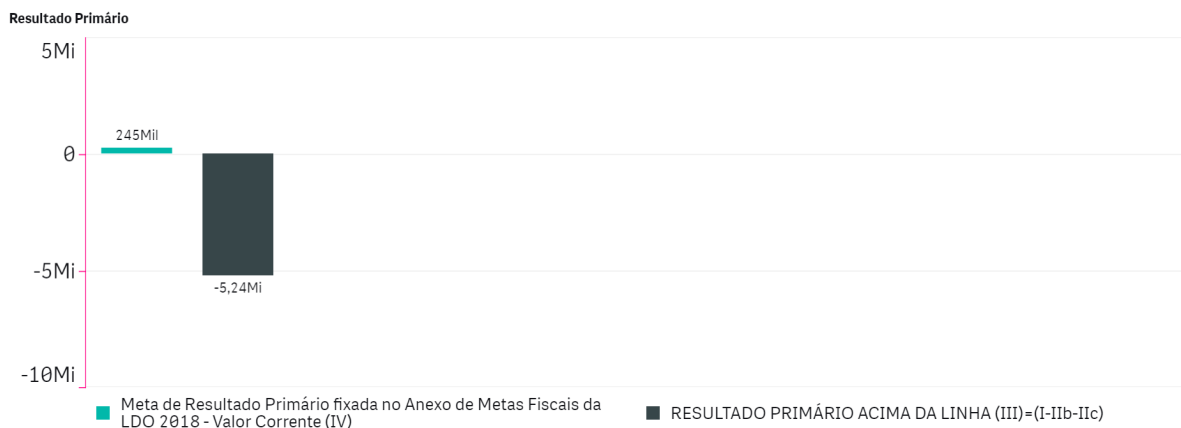 Resultado Primário
5Mi
245Mil
0
-5Mi
-5,24Mi
-10Mi
Meta de Resultado Primário fixada no Anexo de Metas Fiscais da
LDO 2018 - Valor Corrente (IV)
RESULTADO PRIMÁRIO ACIMA DA LINHA (III)=(I-IIb-IIc)